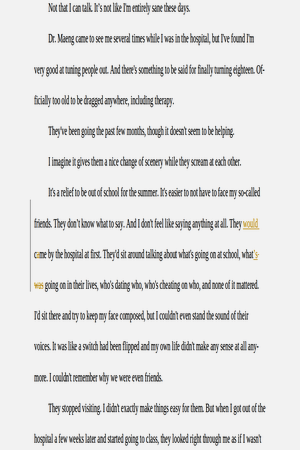 Not that I can talk. It's not like I'm entirely sane these days.
Dr. Maeng came to see me several times while I was in the hospital, but I've found I'm
very good at tuning people out. And there's something to be said for finally turning eighteen. Of-
ficially too old to be dragged anywhere, including therapy.
They've been going the past few months, though it doesn't seem to be helping.
I imagine it gives them a nice change of scenery while they scream at each other.
It's a relief to be out of school for the summer. It's easier to not have to face my so-called
friends. They don't know what to say. And I don't feel like saying anything at all. They would
come by the hospital at first. They'd sit around talking about what's going on at school, what's
was going on in their lives, who's dating who, who's cheating on who, and none of it mattered.
I'd sit there and try to keep my face composed, but I couldn't even stand the sound of their
voices. It was like a switch had been flipped and my own life didn't make any sense at all any-
more. I couldn't remember why we were even friends.
They stopped visiting. I didn't exactly make things easy for them. But when I got out of the
hospital a few weeks later and started going to class, they looked right through me as if I wasn't